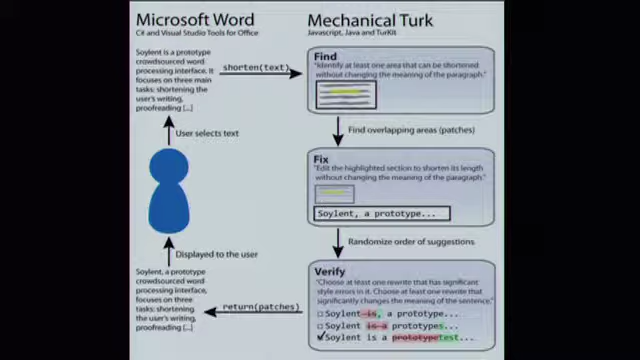 Microsoft Word
C# and Visual Studio Tools for Office
Mechanical Turk
Javascript, Java and TurKit
Soylent is a prototype
crowdsourced word
processing interface. It
focuses on three main
tasks: shortening the
user's writing,
proofreading [...]
shorten(text)
Find
"Identify at least one area that can be shortened
without changing the meaning of the paragraph."
User selects text
Find overlapping areas (patches)
Fix
"Edit the highlighted section to shorten its length
without changing the meaning of the paragraph."
Soylent, a prototype...
Displayed to the user
Randomize order of suggestions
Soylent, a prototype
crowdsourced word
processing interface,
focuses on three
tasks: shortening
the user's writing,
proofreading [...]
return(patches)
Verify
"Choose at least one rewrite that has significant
style errors in it. Choose at least one rewrite that
significantly changes the meaning of the sentence."
Soylent is, a prototype...
Soylent is a prototypes...
Soylent is a prototypetest...